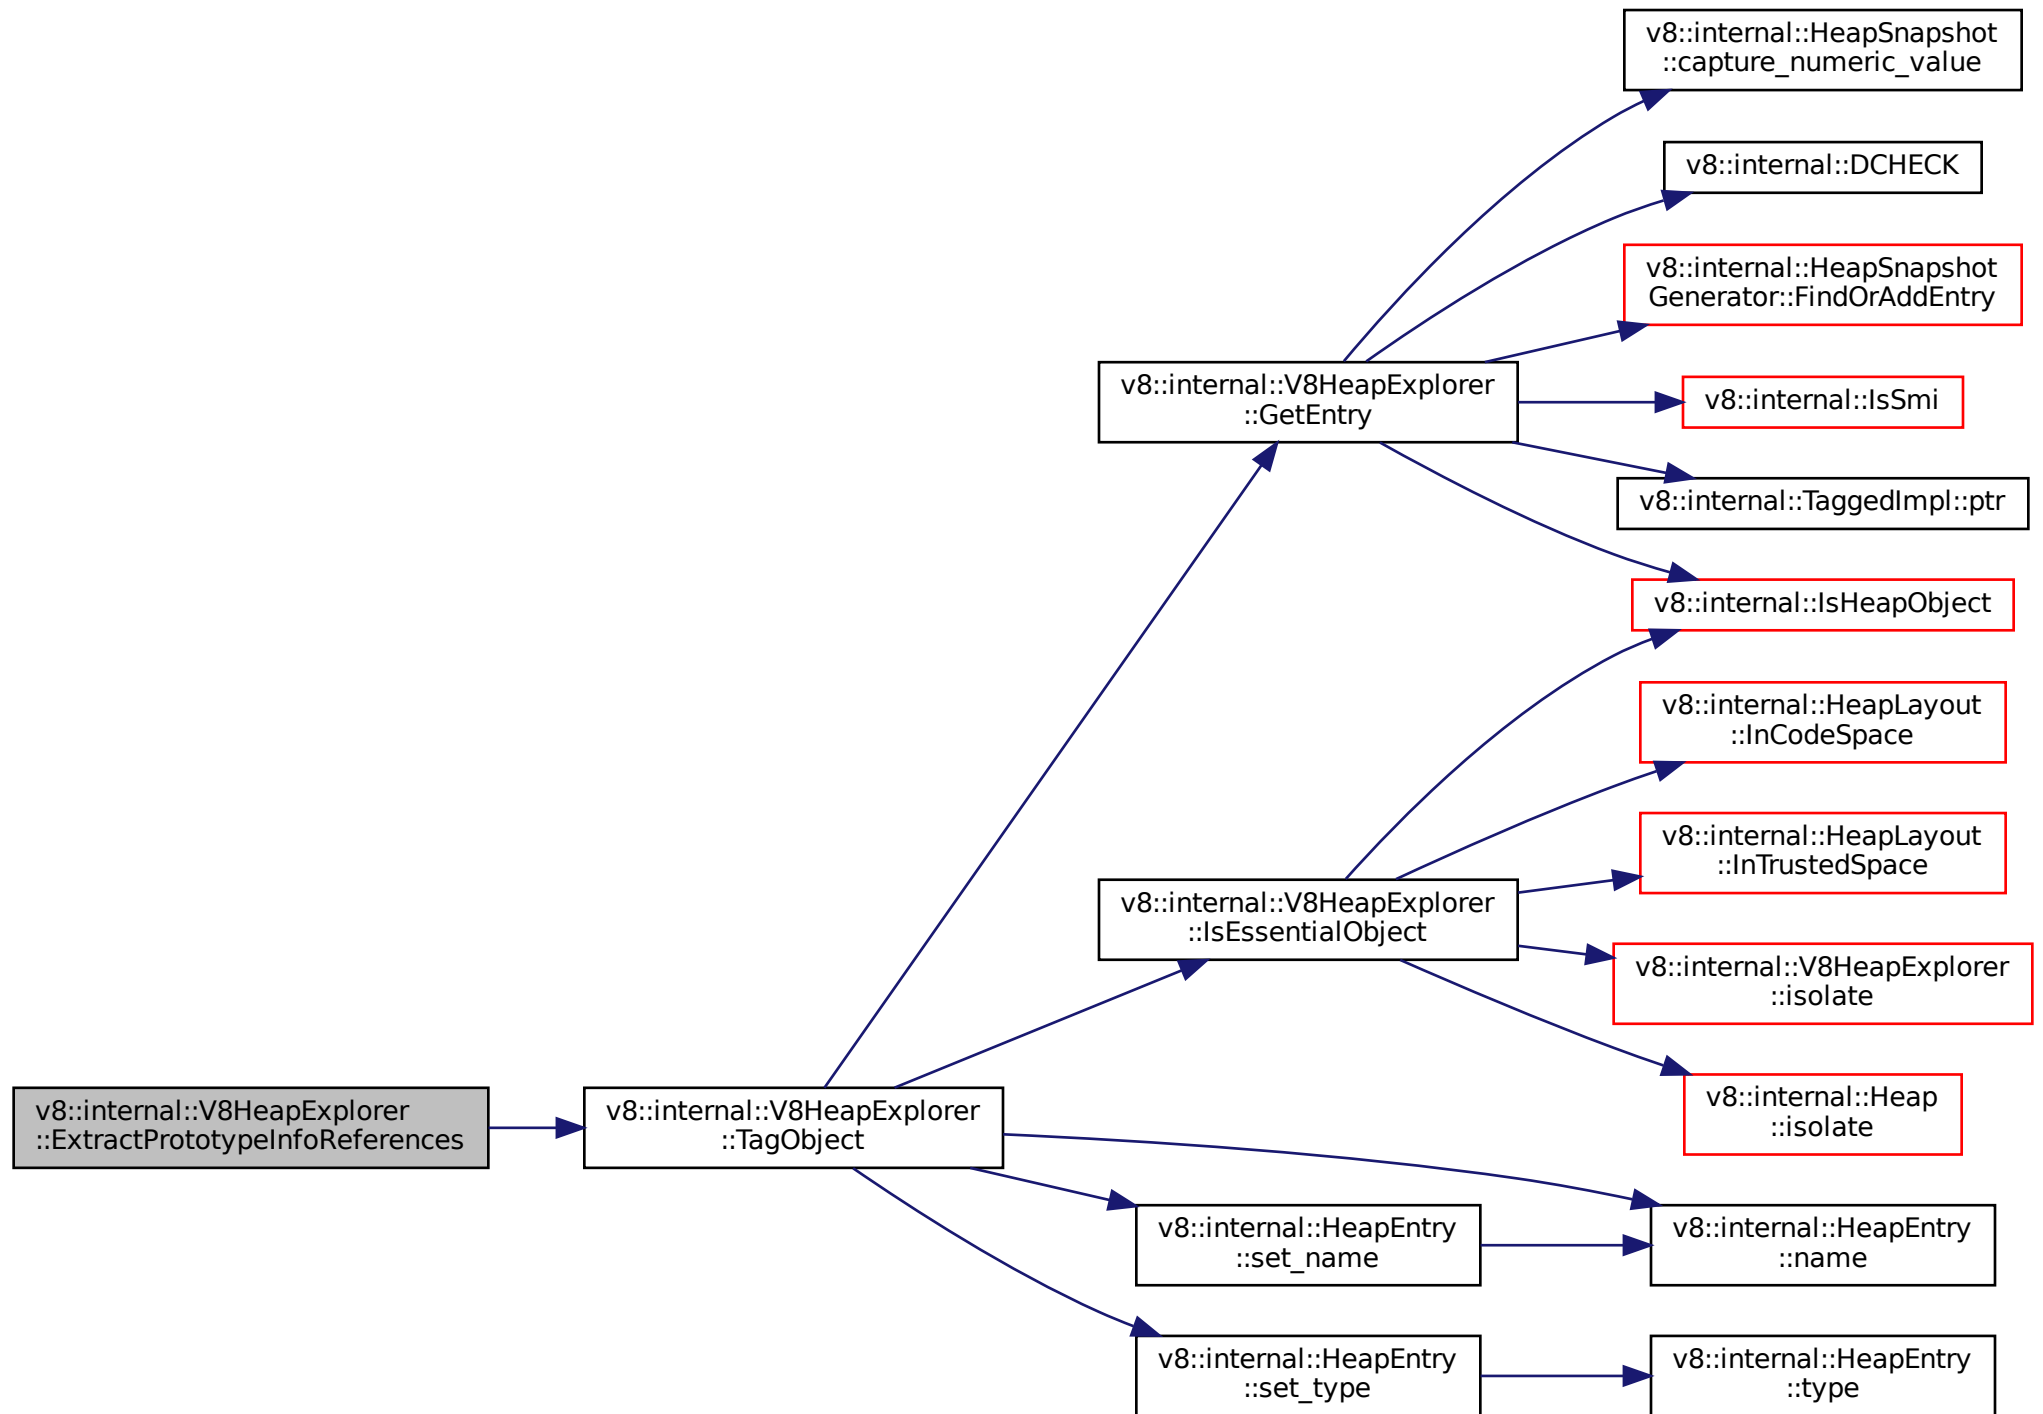 v8::internal::HeapSnapshot
::capture_numeric_value
v8::internal::DCHECK
v8::internal::HeapSnapshot
Generator::FindOrAddEntry
v8::internal::V8HeapExplorer
::GetEntry
v8::internal::IsSmi
v8::internal::TaggedImpl::ptr
v8::internal::IsHeapObject
v8::internal::HeapLayout
::InCodeSpace
v8::internal::HeapLayout
::InTrustedSpace
v8::internal::V8HeapExplorer
::IsEssentialObject
v8::internal::V8HeapExplorer
::isolate
v8::internal::Heap
::isolate
v8::internal::V8HeapExplorer
::ExtractPrototypeInfoReferences
v8::internal::V8HeapExplorer
::TagObject
v8::internal::HeapEntry
::set_name
v8::internal::HeapEntry
::name
v8::internal::HeapEntry
::set_type
v8::internal::HeapEntry
::type